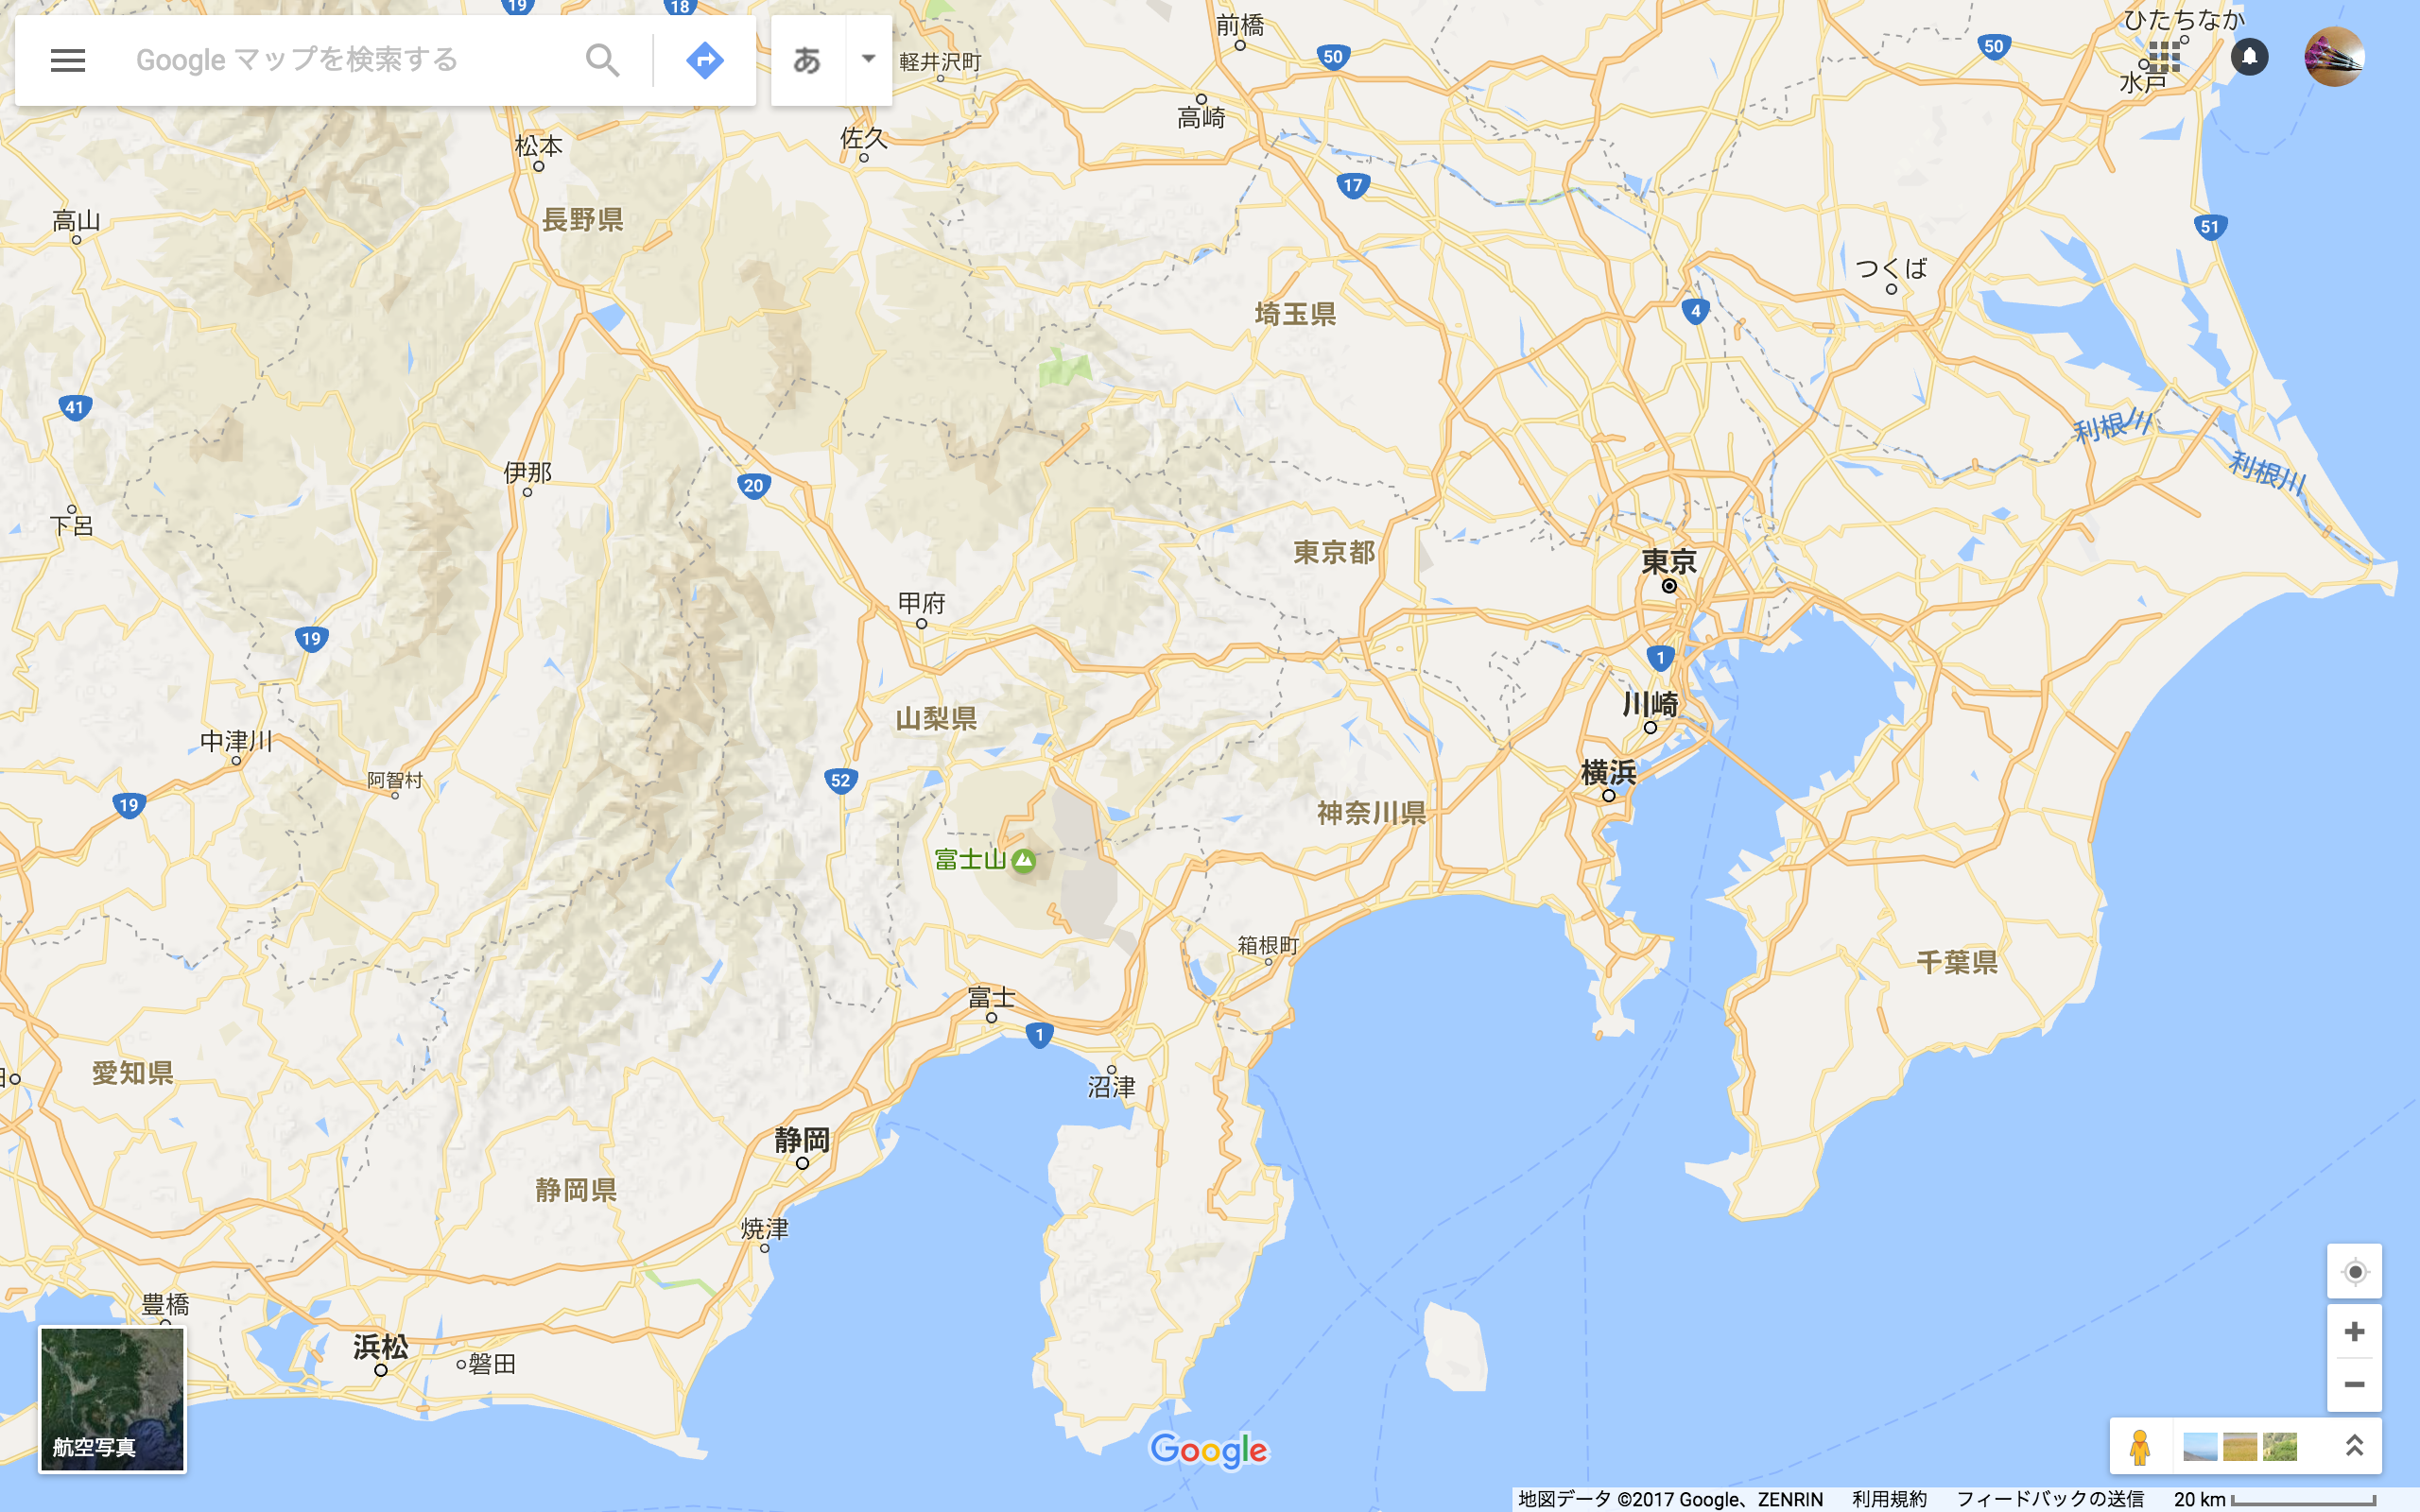 19
18
Google マップを検索する
あ
軽井沢町
前橋
50
50
ひたちなか
水戸
高崎
松本
佐久
17
高山
長野県
51
つくば
埼玉県
4
41
利根川
利根川
伊那
20
下呂
東京都
東京
甲府
19
1
川崎
山梨県
中津川
阿智村
52
横浜
19
神奈川県
富士山
箱根町
千葉県
富士
1
愛知県
田
沼津
静岡
静岡県
焼津
豊橋
浜松
磐田
航空写真
Google
地図データ ©2017 Google、ZENRIN 利用規約 フィードバックの送信 20 km